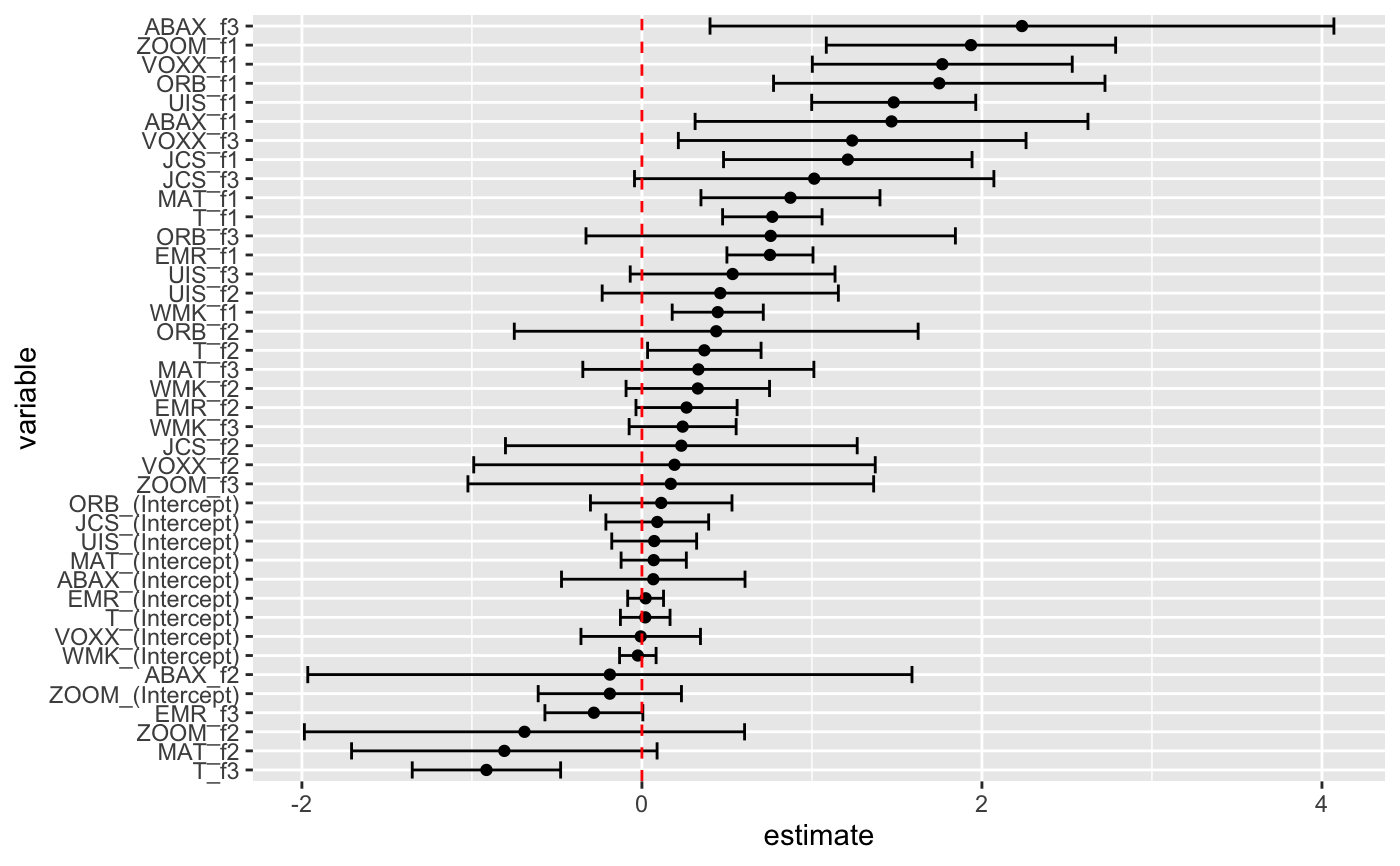 ABAX_f3
ZOOM_f1
VOXX_f1
ORB_f1
UIS_f1
ABAX_f1
VOXX_f3
JCS_f1
JCS_f3
MAT_f1
T_f1
ORB_f3
EMR_f1
UIS_f3
UIS_f2
WMK_f1
ORB_f2
T_f2
MAT_f3
WMK_f2
EMR_f2
WMK_f3
JCS_f2
VOXX_f2
ZOOM_f3
ORB_(Intercept)
JCS_(Intercept)
UIS_(Intercept)
MAT_(Intercept)
ABAX_(Intercept)
EMR_(Intercept)
T_(Intercept)
VOXX_(Intercept)
WMK_(Intercept)
ABAX_f2
ZOOM_(Intercept)
EMR_f3
ZOOM_f2
MAT_f2
T_f3
variable
-2 0 2 4
estimate